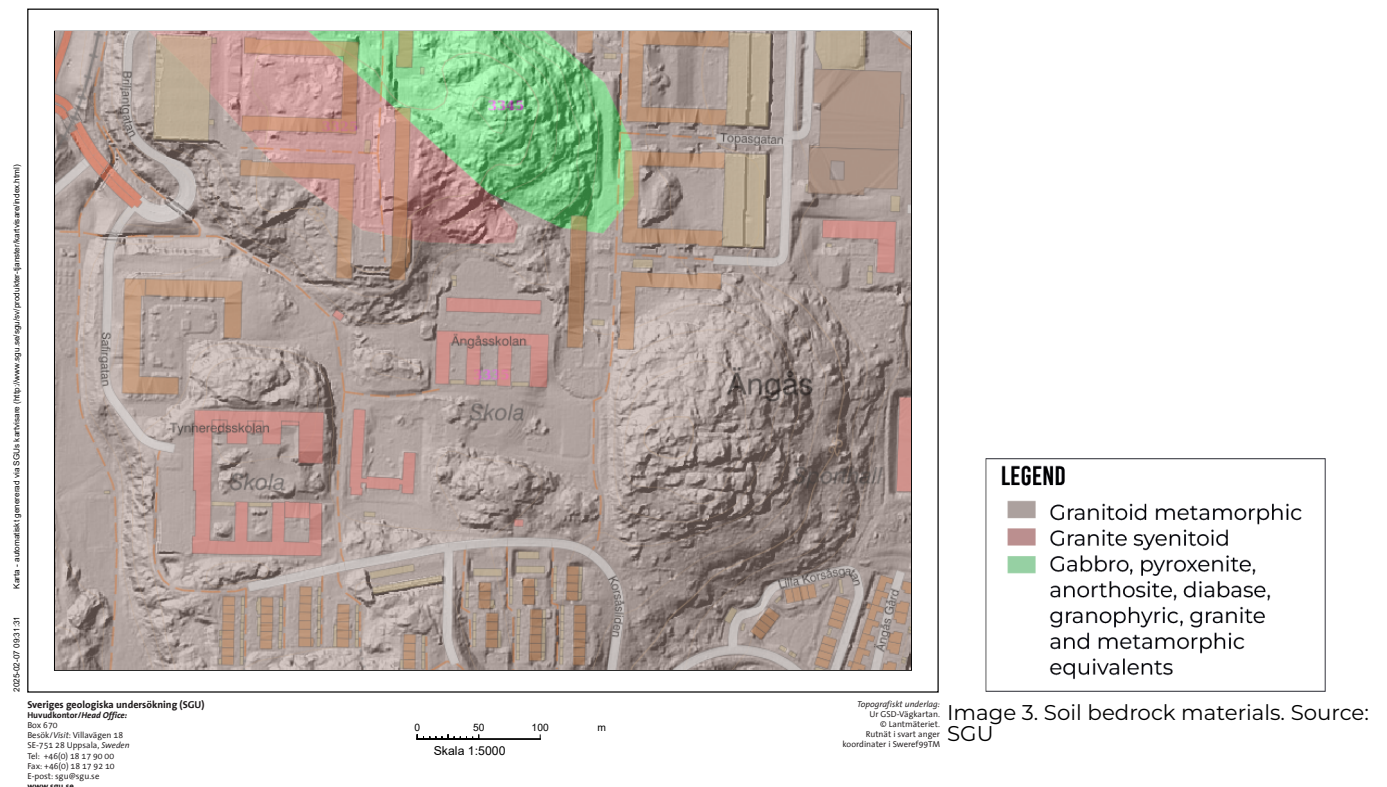 Karta - automatiskt genererad via SGUs kartvisare (http://www.sgu.se/sgu/sv/produkter-tjanster/kartvisare/index.html)
2025-02-07 09:31:31
Briljantgatan
Topasgatan
Safirgatan
Ängåsskolan
Ängås
Skola
Tynneredsskolan
Skola
Korsåsliden
Lilla Korsåsgatan
Ängås Gård
LEGEND
Granitoid metamorphic
Granite syenitoid
Gabbro, pyroxenite,
anorthosite, diabase,
granophyric, granite
and metamorphic
equivalents
Image 3. Soil bedrock materials. Source:
SGU
Sveriges geologiska undersökning (SGU)
Huvudkontor/Head Office:
Box 670
Besök/Visit: Villavägen 18
SE-751 28 Uppsala, Sweden
Tel: +46(0) 18 17 90 00
Fax: +46(0) 18 17 92 10
E-post: sgu@sgu.se
www.sgu.se
0 50 100 m
Skala 1:5000
Topografiskt underlag:
Ur GSD-Vägkartan.
© Lantmäteriet.
Rutnät i svart anger
koordinater i Sweref99TM